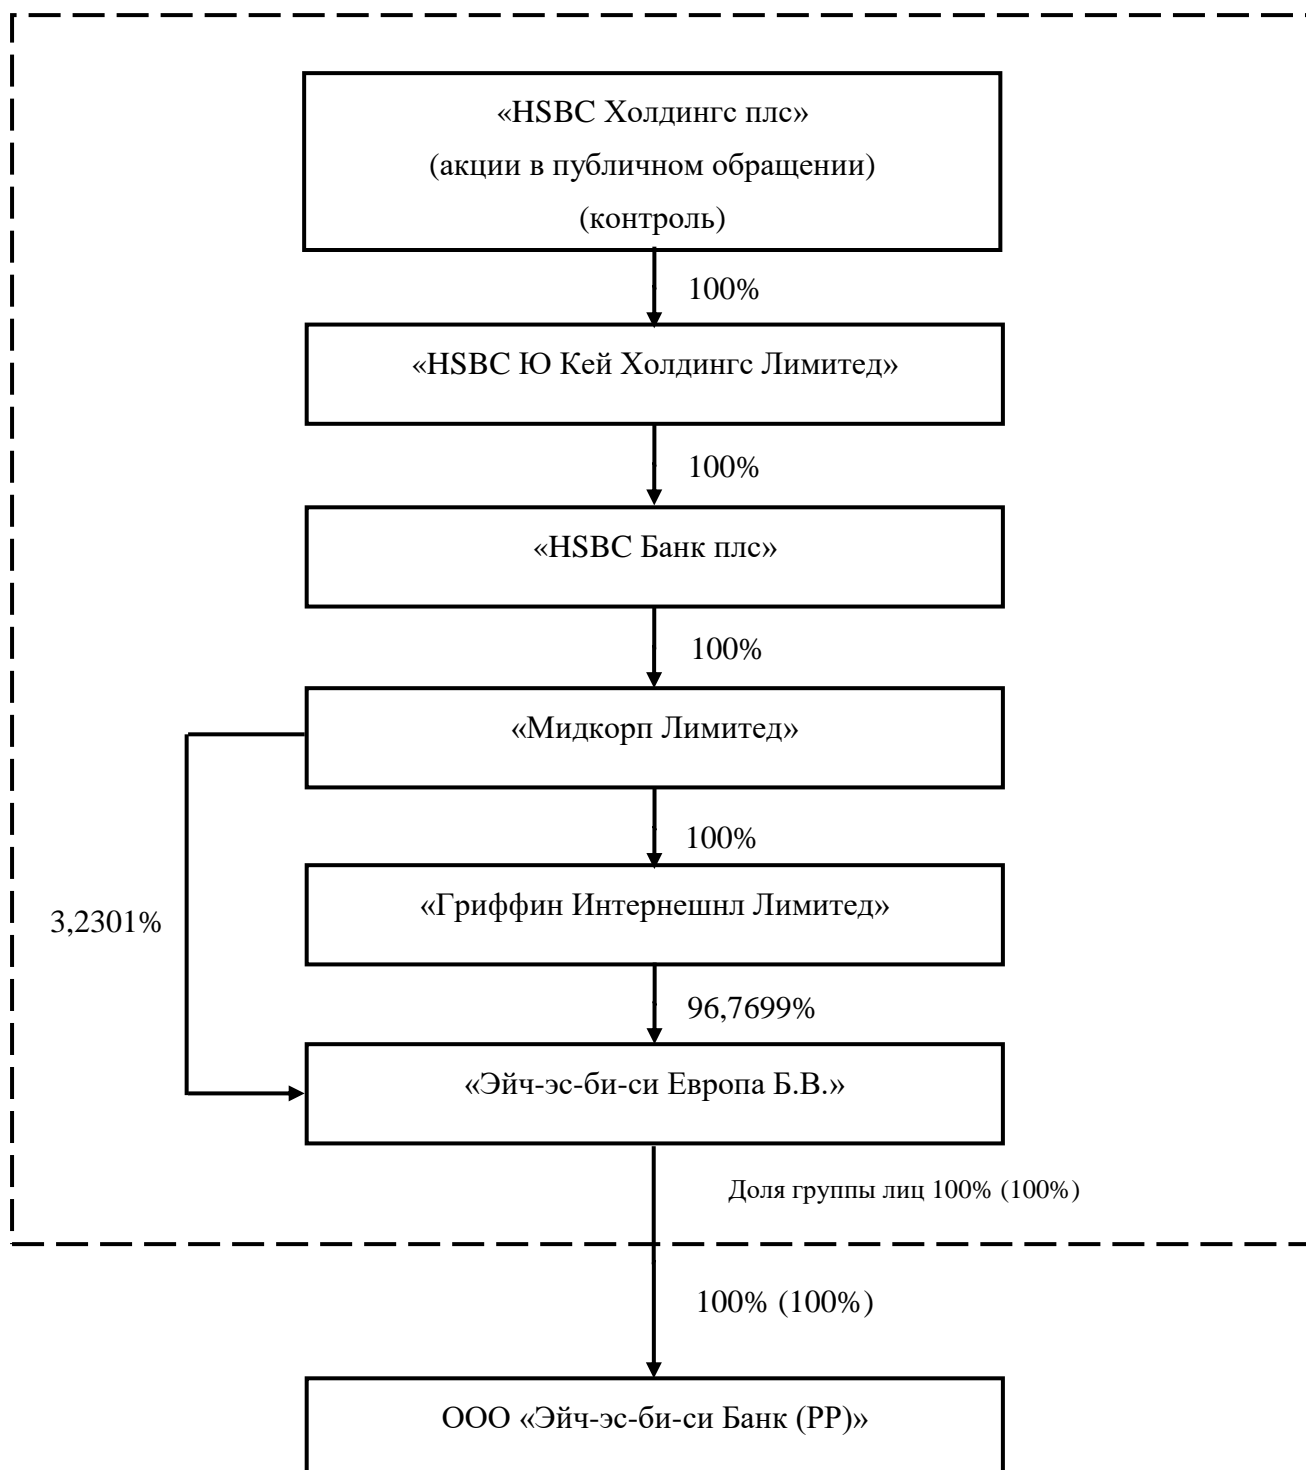 «HSBC Холдингс плс»
(акции в публичном обращении)
(контроль)
100%
«HSBC Ю Кей Холдингс Лимитед»
100%
«HSBC Банк плс»
100%
«Мидкорп Лимитед»
100%
«Гриффин Интернешнл Лимитед»
3,2301%
96,7699%
«Эйч-эс-би-си Европа Б.В.»
Доля группы лиц 100% (100%)
100% (100%)
ООО «Эйч-эс-би-си Банк (РР)»